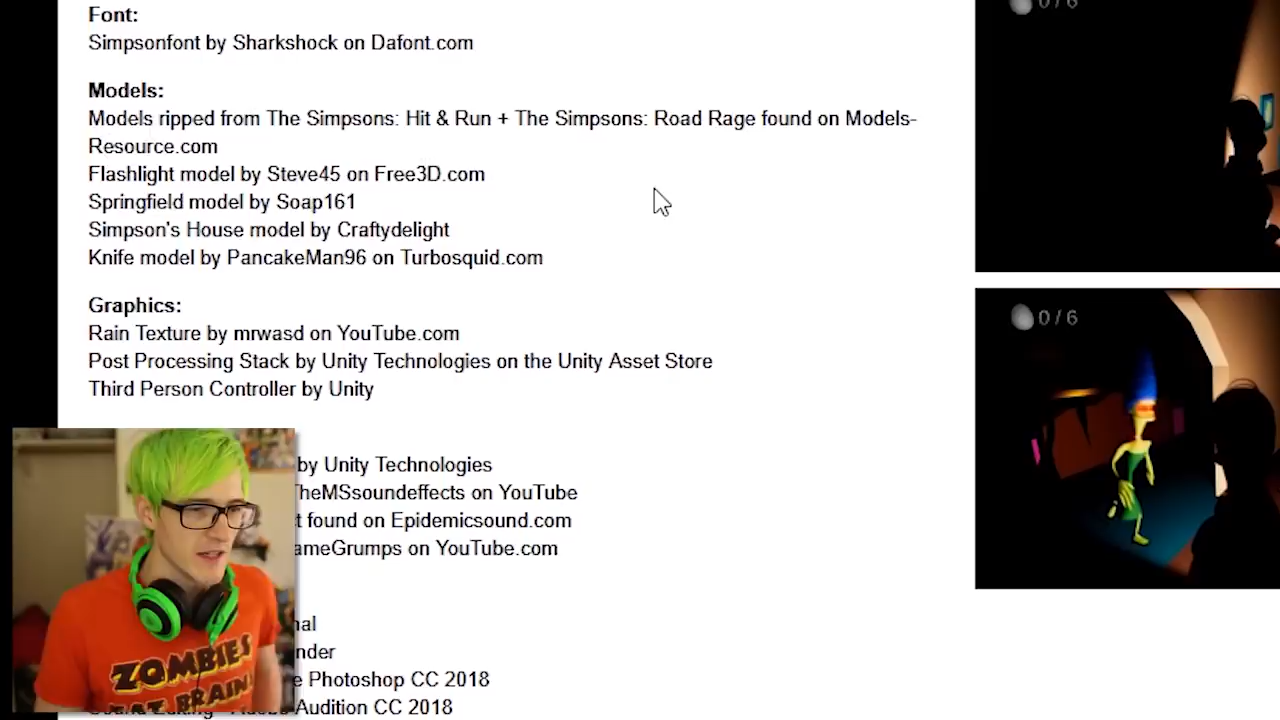 Font:
Simpsonfont by Sharkshock on Dafont.com
Models:
Models ripped from The Simpsons: Hit & Run + The Simpsons: Road Rage found on Models-
Resource.com
Flashlight model by Steve45 on Free3D.com
Springfield model by Soap161
Simpson's House model by Craftydelight
Knife model by PancakeMan96 on Turbosquid.com
Graphics:
Rain Texture by mrwasd on YouTube.com
Post Processing Stack by Unity Technologies on the Unity Asset Store
Third Person Controller by Unity
by Unity Technologies
TheMSsoundeffects on YouTube
found on Epidemicsound.com
GameGrumps on YouTube.com
Photoshop CC 2018
Audition CC 2018
0/6
0/6
ZOMBIES
EAT BRAINS